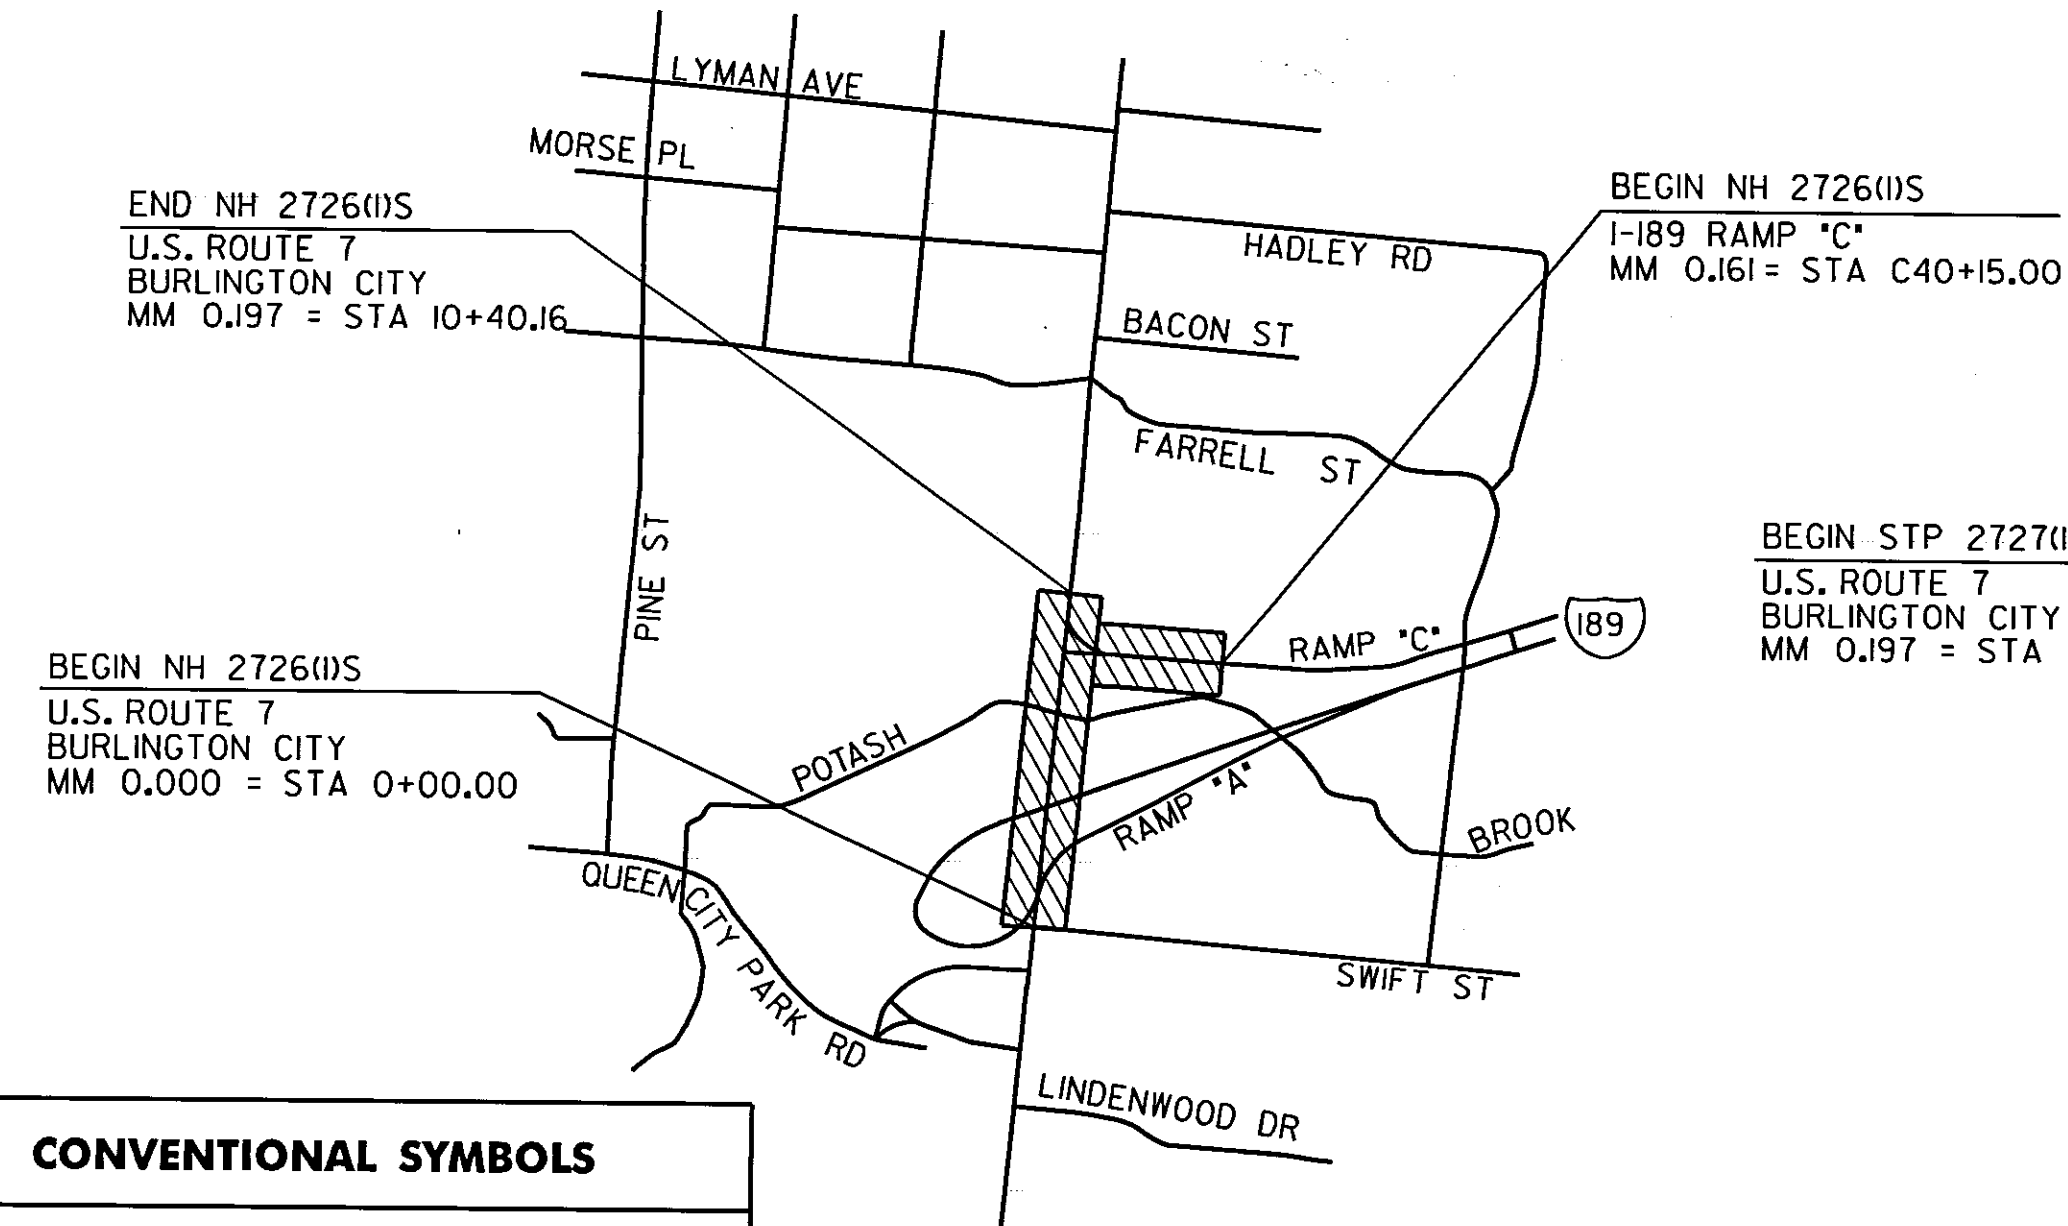 LYMAN AVE
MORSE PL
END NH 2726(1)S
U.S. ROUTE 7
BURLINGTON CITY
MM 0.197 = STA 10+40.16
BEGIN NH 2726(1)S
I-189 RAMP "C"
MM 0.161 = STA C40+15.00
HADLEY RD
BACON ST
FARRELL ST
PINE ST
BEGIN STP 2727(1
U.S. ROUTE 7
BURLINGTON CITY
MM 0.197 = STA
RAMP "C"
189
BEGIN NH 2726(1)S
U.S. ROUTE 7
BURLINGTON CITY
MM 0.000 = STA 0+00.00
POTASH
RAMP "A"
BROOK
QUEEN CITY PARK RD
SWIFT ST
LINDENWOOD DR
CONVENTIONAL SYMBOLS